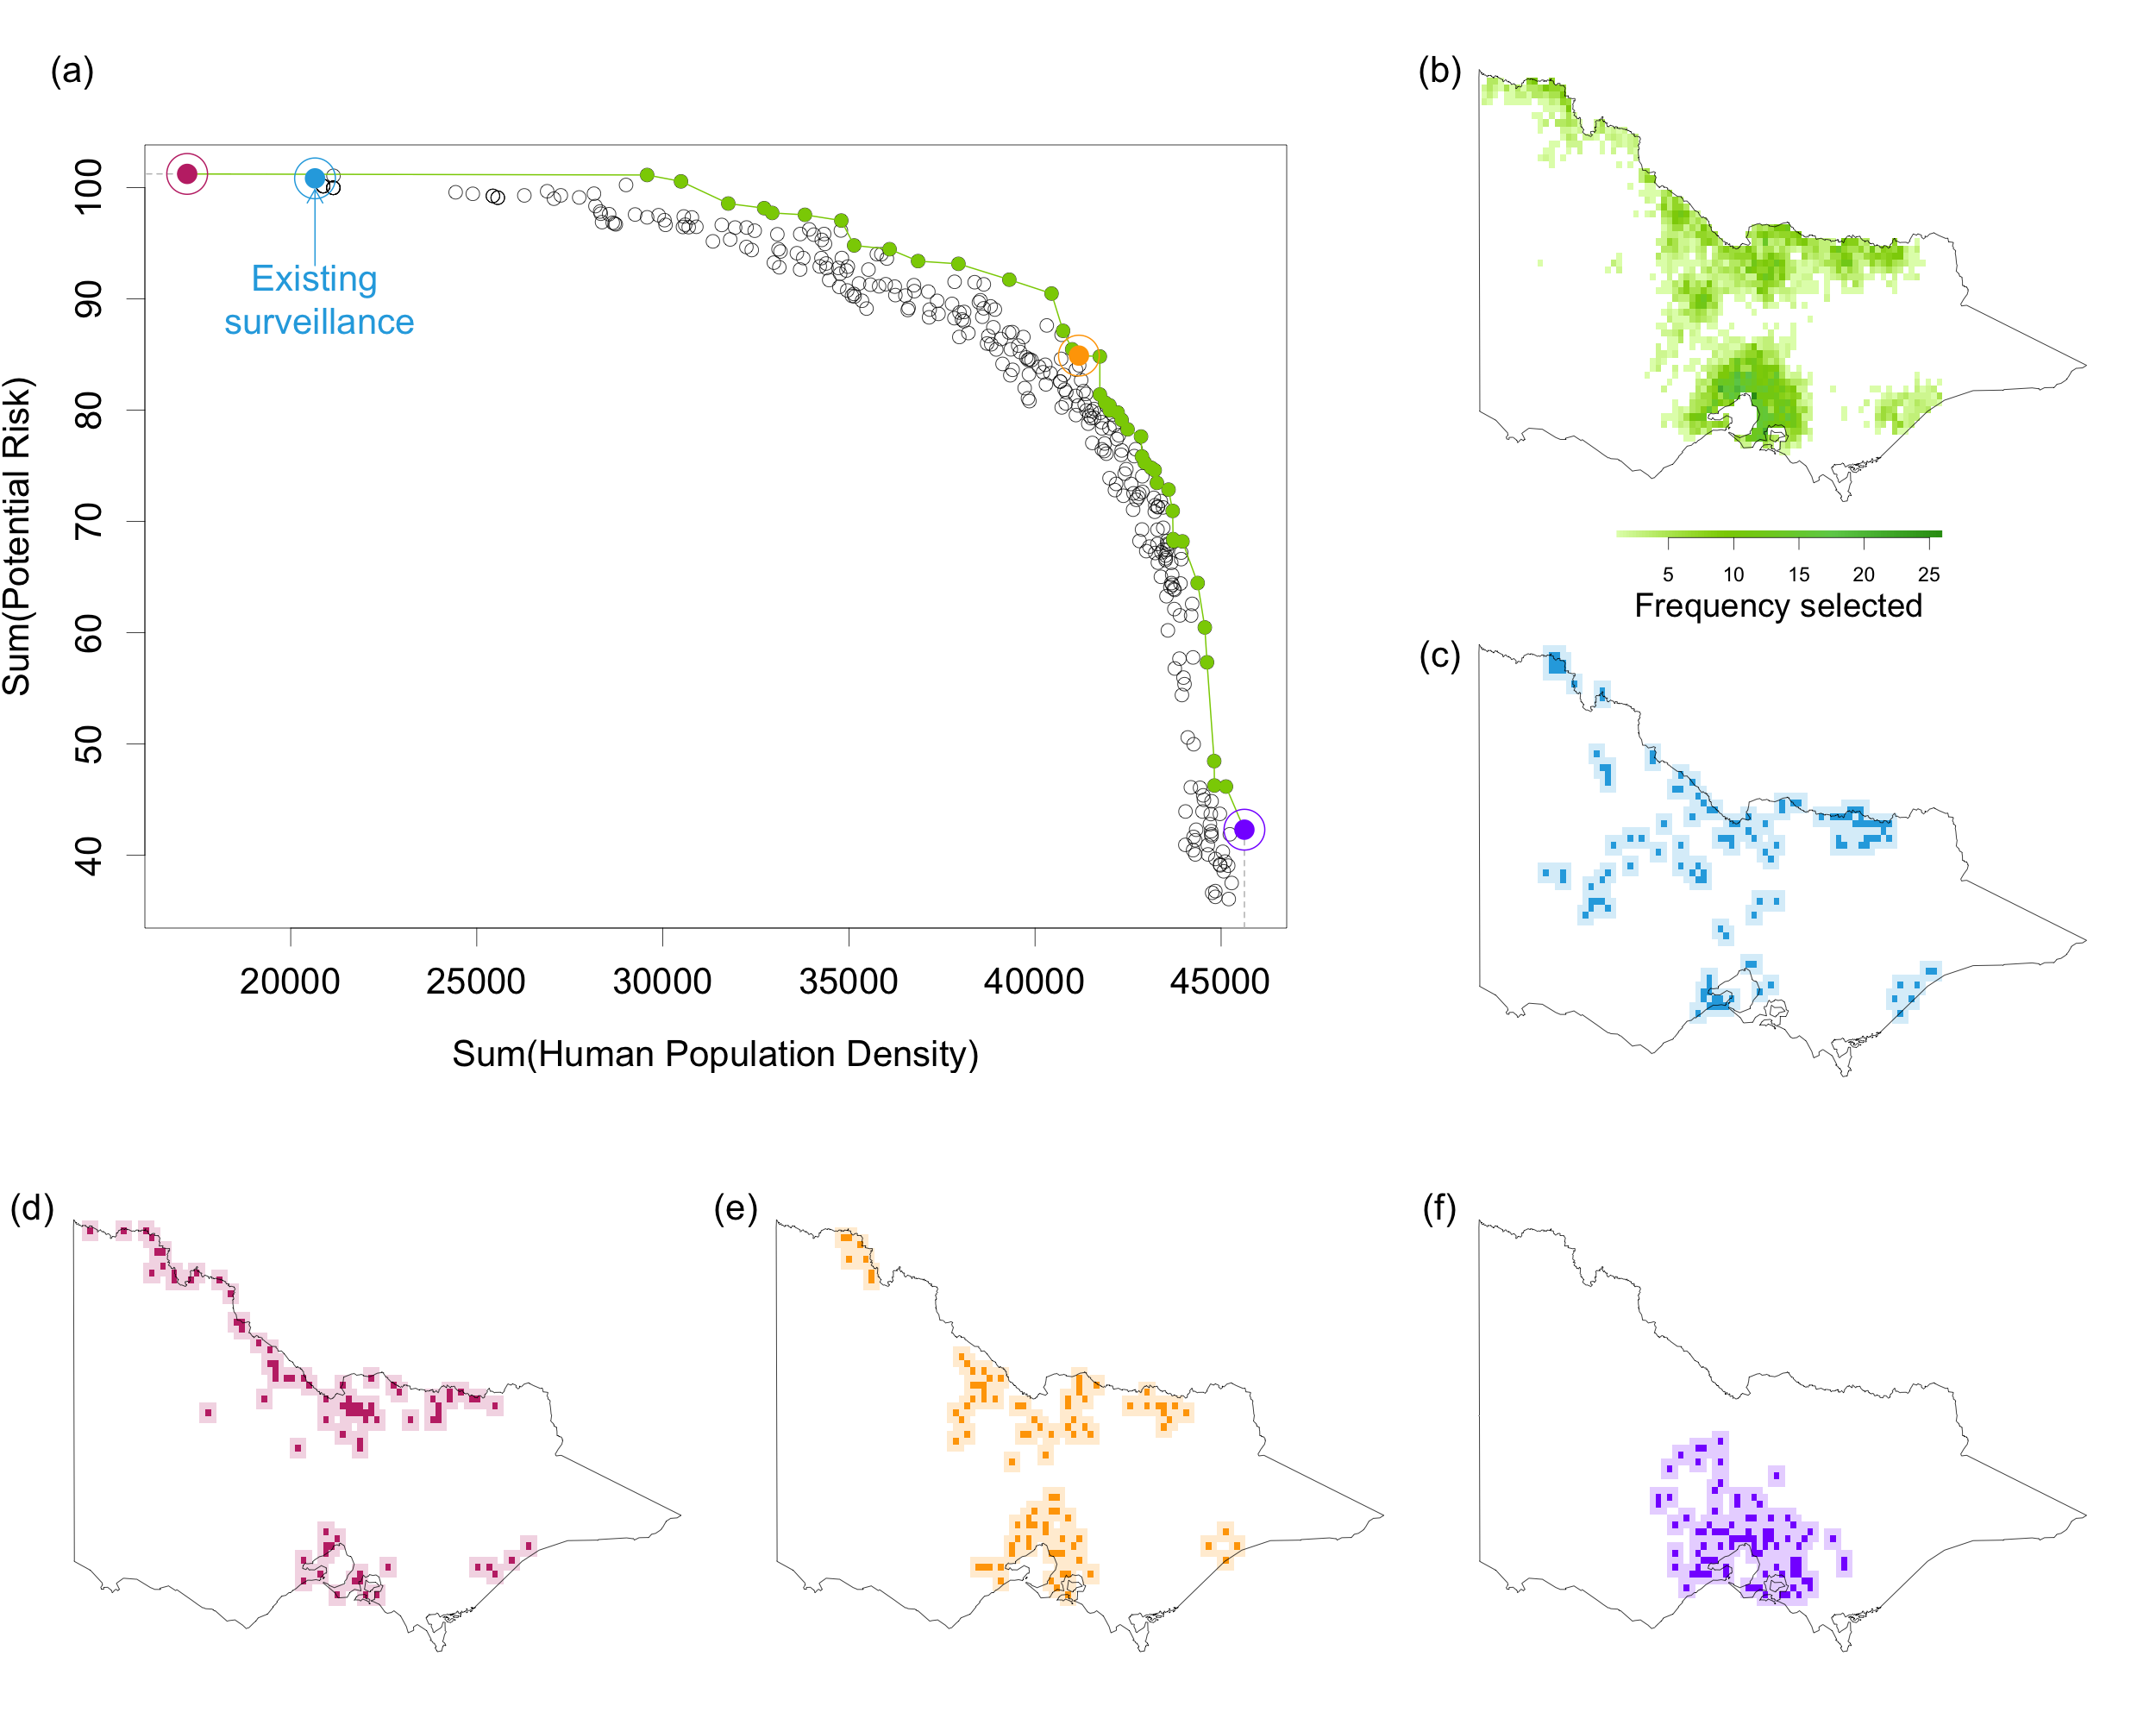 (a)
Sum(Potential Risk)
100
90
80
70
60
50
40
Existing
surveillance
20000 25000 30000 35000 40000 45000
Sum(Human Population Density)
(b)
5 10 15 20 25
Frequency selected
(c)
(d)
(e)
(f)